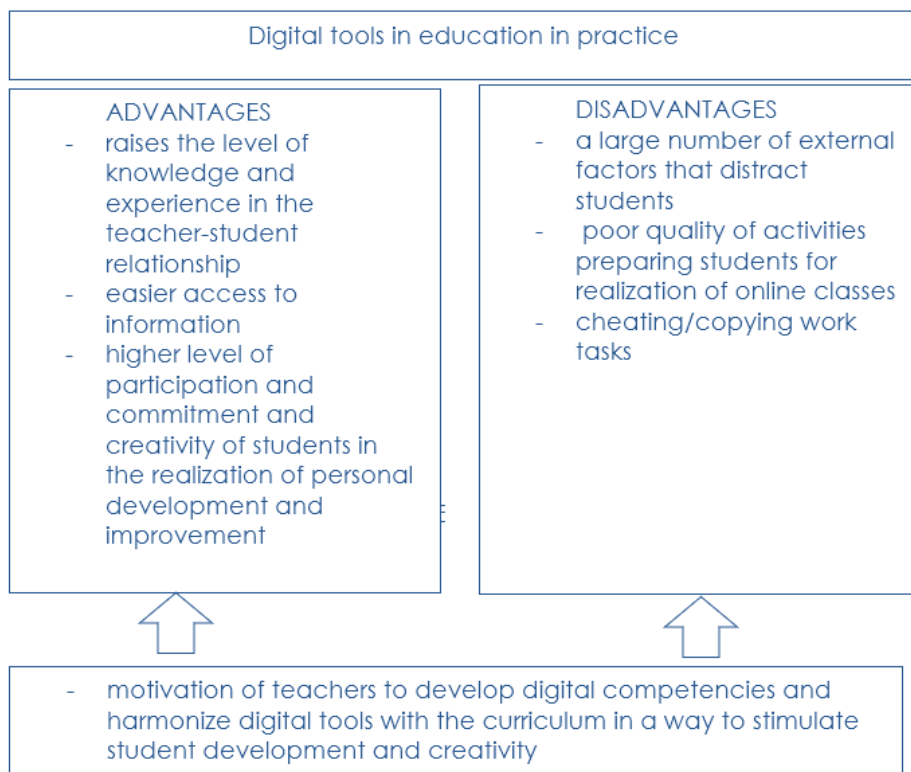 Digital tools in education in practice
ADVANTAGES
- raises the level of
knowledge and
experience in the
teacher-student
relationship
- easier access to
information
- higher level of
participation and
commitment and
creativity of students in
the realization of personal
development and
improvement
DISADVANTAGES
- a large number of external
factors that distract
students
- poor quality of activities
preparing students for
realization of online classes
- cheating/copying work
tasks
- motivation of teachers to develop digital competencies and
harmonize digital tools with the curriculum in a way to stimulate
student development and creativity